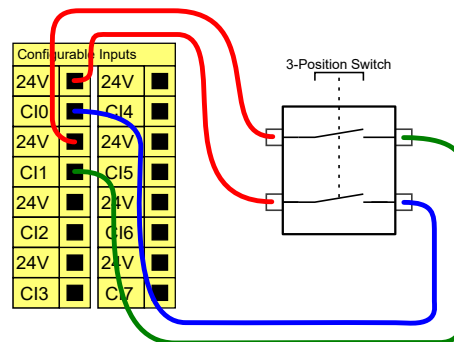 Configurable Inputs
3-Position Switch
24V 24V
CI0 CI4
24V 24V
CI1 CI5
24V 24V
CI2 CI6
24V 24V
CI3 CI7